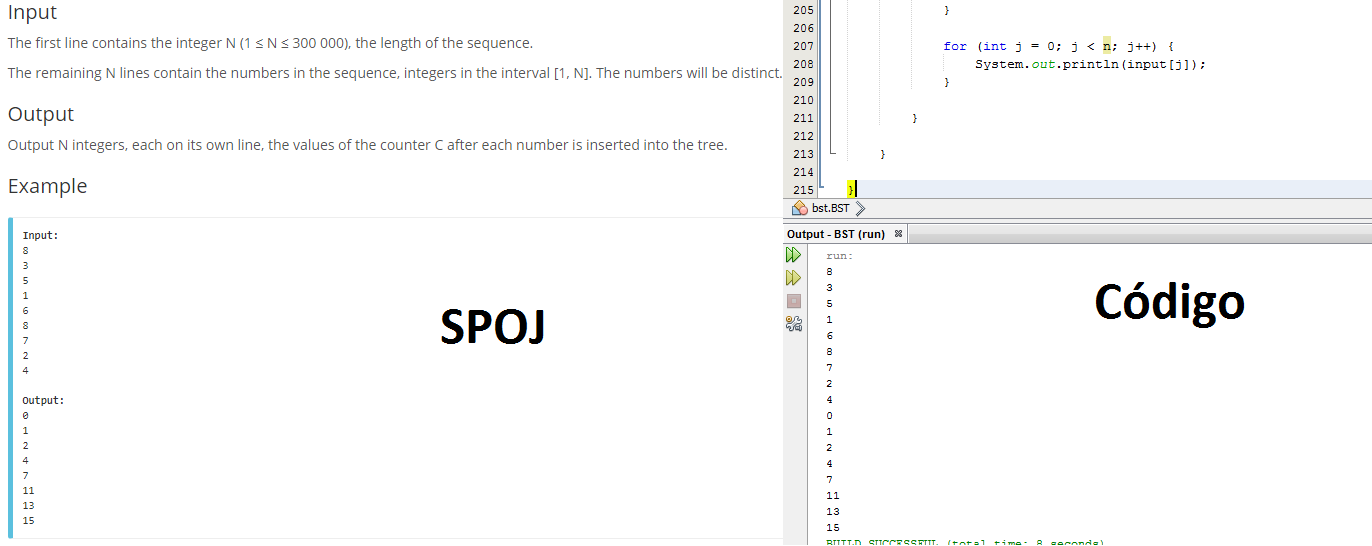 Input
The first line contains the integer N (1 ≤ N ≤ 300 000), the length of the sequence.
The remaining N lines contain the numbers in the sequence, integers in the interval [1, N]. The numbers will be distinct.
Output
Output N integers, each on its own line, the values of the counter C after each number is inserted into the tree.
Example
Input:
8
3
5
1
6
8
7
2
4
Output:
0
1
2
4
7
11
13
15
SPOJ
205 }
206
207 for (int j = 0; j < n; j++) {
208 System.out.println(input[j]);
209 }
210
211 }
212
213 }
214
215 }
bst.BST
Output - BST (run)
run:
8
3
5
1
6
8
7
2
4
0
1
2
4
7
11
13
15
BUILD SUCCESSFUL (total time: 8 seconds)
Código